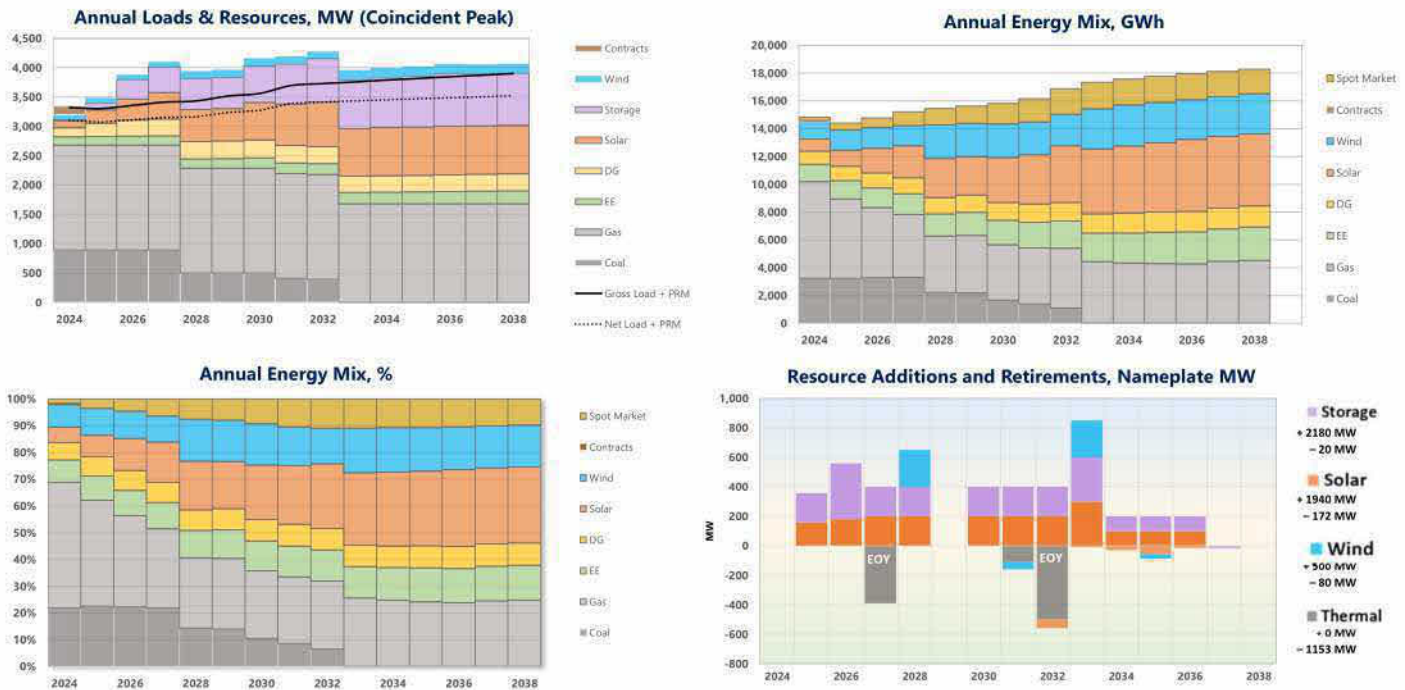 Annual Loads & Resources, MW (Coincident Peak)
4,500
4,000
3,500
3,000
2,500
2,000
1,500
1,000
500
0
2024 2026 2028 2030 2032 2034 2036 2038
Contracts
Wind
Storage
Solar
DG
EE
Gas
Coal
Gross Load + PRM
Net Load + PRM
Annual Energy Mix, GWh
20,000
18,000
16,000
14,000
12,000
10,000
8,000
6,000
4,000
2,000
0
2024 2026 2028 2030 2032 2034 2036 2038
Spot Market
Contracts
Wind
Solar
DG
EE
Gas
Coal
Annual Energy Mix, %
100%
90%
80%
70%
60%
50%
40%
30%
20%
10%
0%
2024 2026 2028 2030 2032 2034 2036 2038
Spot Market
Contracts
Wind
Solar
DG
EE
Gas
Coal
Resource Additions and Retirements, Nameplate MW
MW
1,000
800
600
400
200
0
-200
-400
-600
-800
EOY
EOY
2024 2026 2028 2030 2032 2034 2036 2038
Storage
+ 2180 MW
– 20 MW
Solar
+ 1940 MW
– 172 MW
Wind
+ 500 MW
– 80 MW
Thermal
+ 0 MW
– 1153 MW